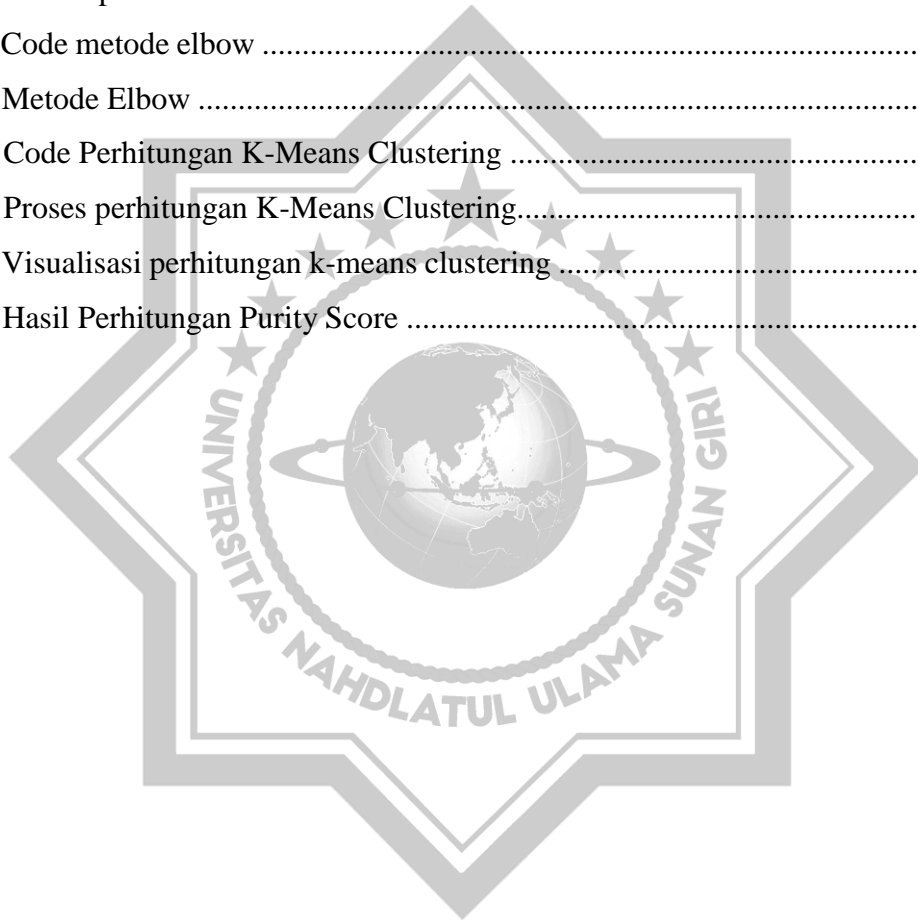 Code metode elbow ....................................................................................
Metode Elbow ............................................................................................
Code Perhitungan K-Means Clustering ....................................................
Proses perhitungan K-Means Clustering...................................................
Visualisasi perhitungan k-means clustering ..............................................
Hasil Perhitungan Purity Score .................................................................
UNIVERSITAS NAHDLATUL ULAMA SUNAN GIRI